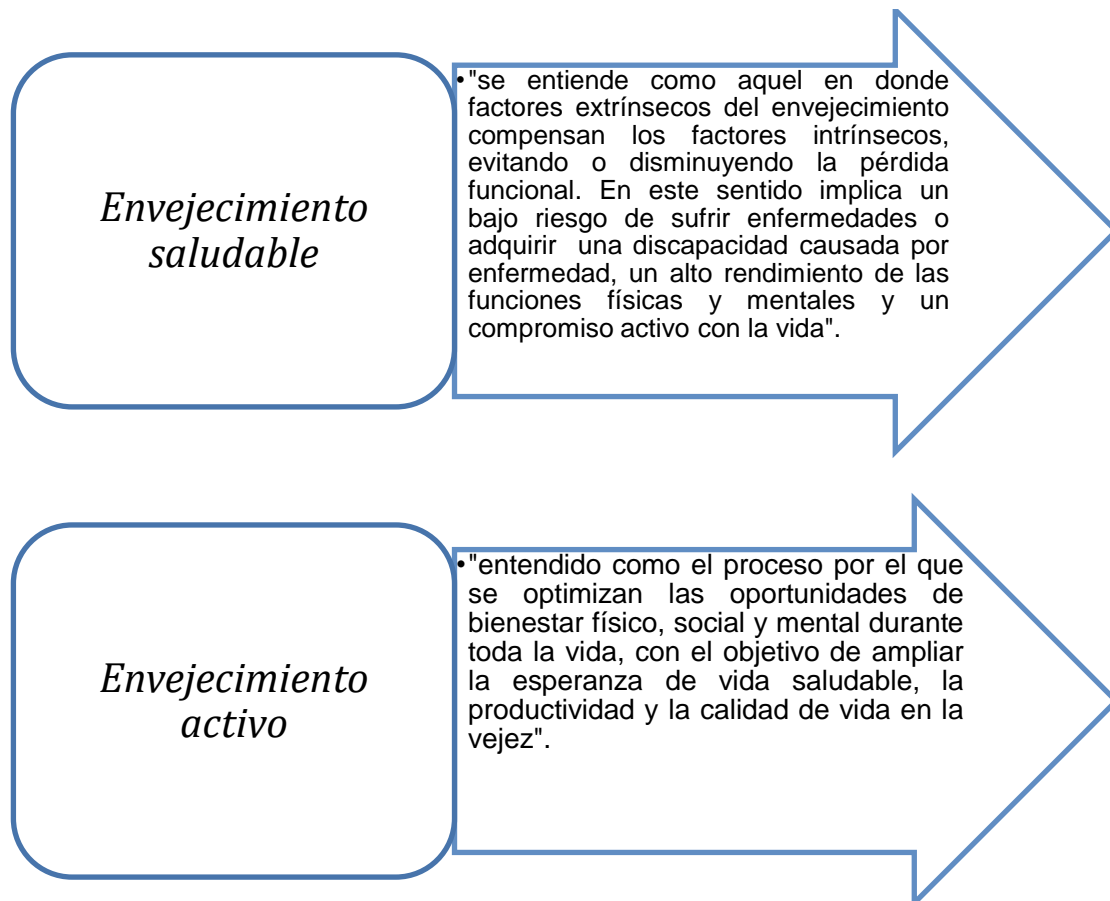 Envejecimiento
saludable
•"se entiende como aquel en donde
factores extrínsecos del envejecimiento
compensan los factores intrínsecos,
evitando o disminuyendo la pérdida
funcional. En este sentido implica un
bajo riesgo de sufrir enfermedades o
adquirir una discapacidad causada por
enfermedad, un alto rendimiento de las
funciones físicas y mentales y un
compromiso activo con la vida".
Envejecimiento
activo
•"entendido como el proceso por el que
se optimizan las oportunidades de
bienestar físico, social y mental durante
toda la vida, con el objetivo de ampliar
la esperanza de vida saludable, la
productividad y la calidad de vida en la
vejez".